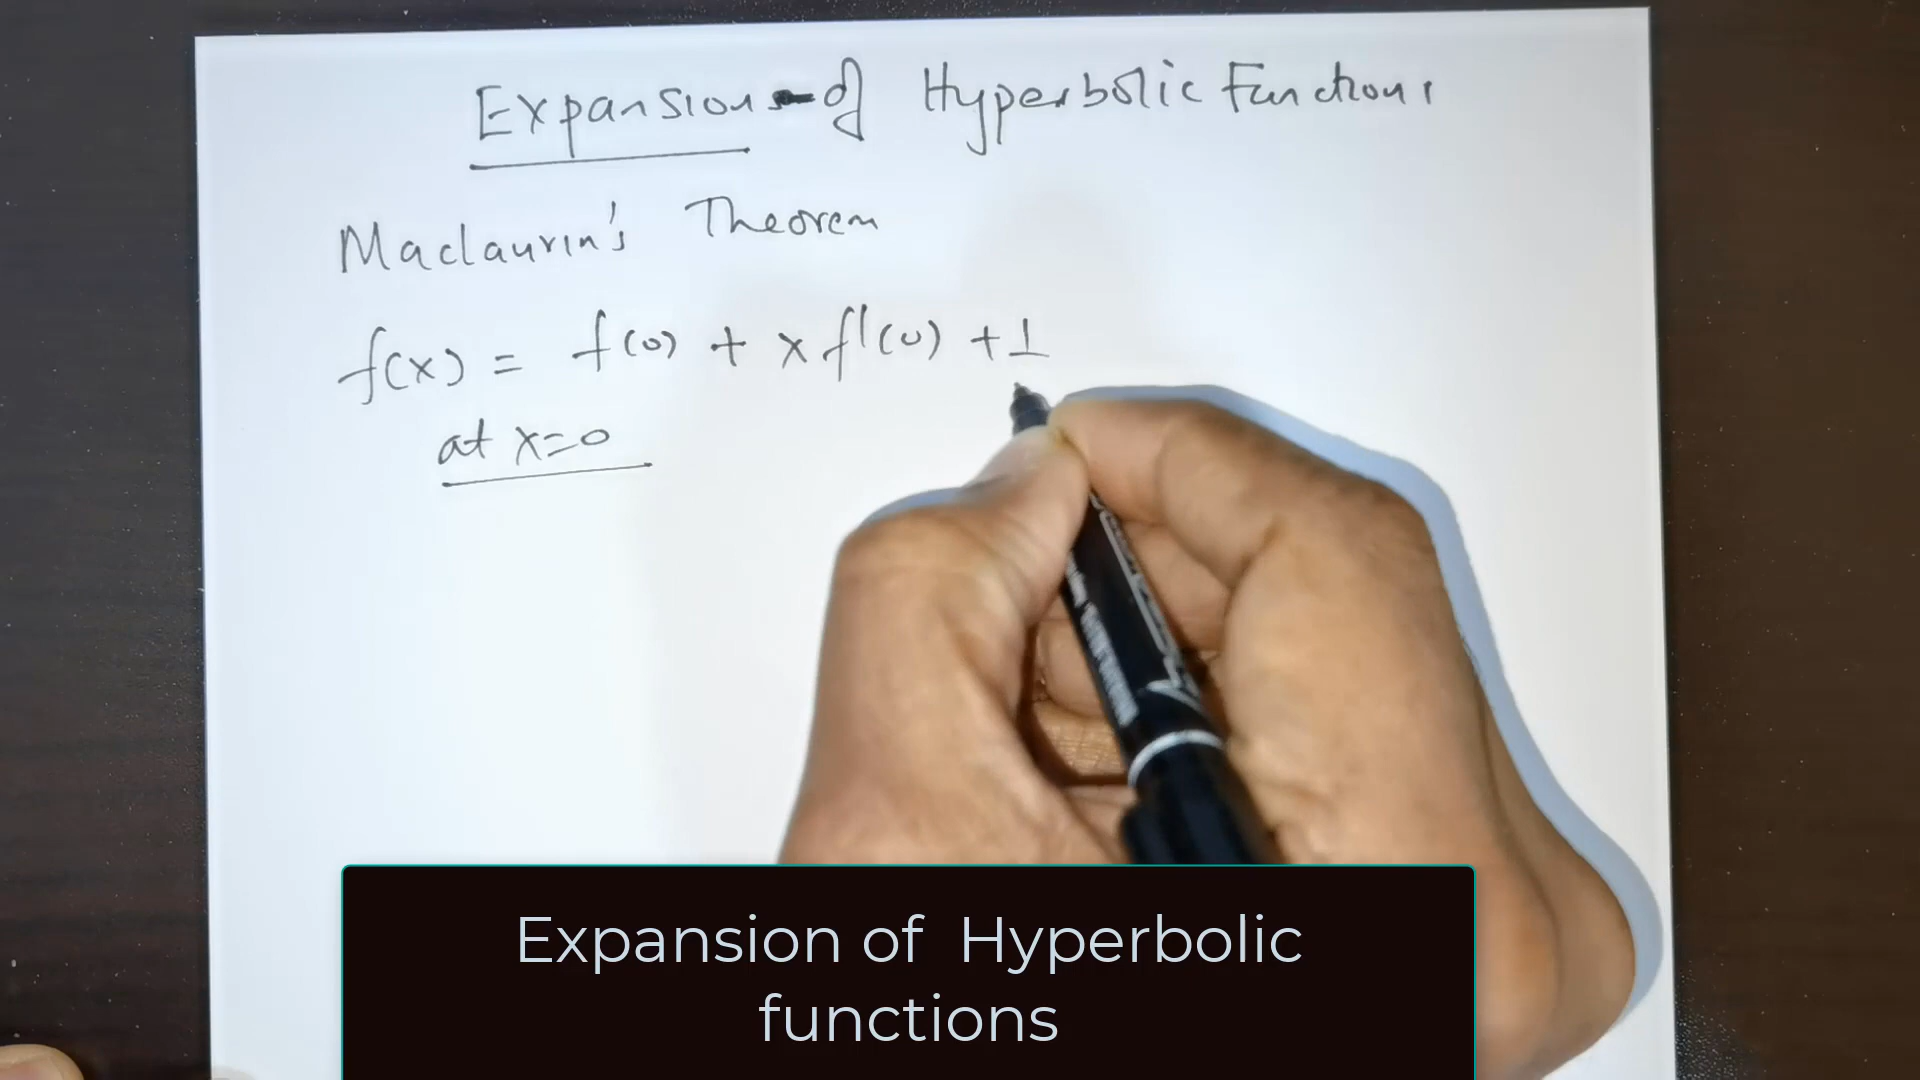 Expansion of Hyperbolic Functions
Maclaurin's Theorem
f(x) = f(0) + x f'(0) + 1
at x=0
Expansion of Hyperbolic
functions